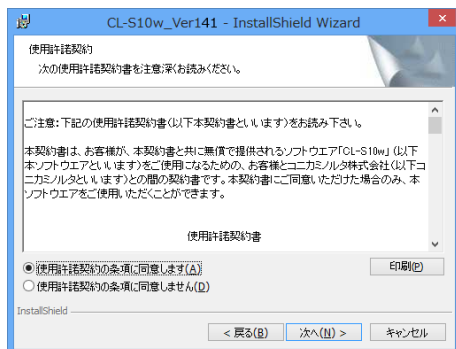 CL-S10w_Ver141 - InstallShield Wizard
使用許諾契約
次の使用許諾契約書を注意深くお読みください。
ご注意：下記の使用許諾契約書（以下本契約書といいます）をお読み下さい。
本契約書は、お客様が、本契約書と共に無償で提供されるソフトウエア「CL-S10w」（以下
本ソフトウエアといいます）をご使用になるための、お客様とコニカミノルタ株式会社（以下コ
ニカミノルタといいます）との間の契約書です。本契約書にご同意いただけた場合のみ、本
ソフトウエアをご使用いただくことができます。
使用許諾契約書
使用許諾契約の条項に同意します(A)
印刷(P)
使用許諾契約の条項に同意しません(D)
InstallShield
< 戻る(B)
次へ(N) >
キャンセル